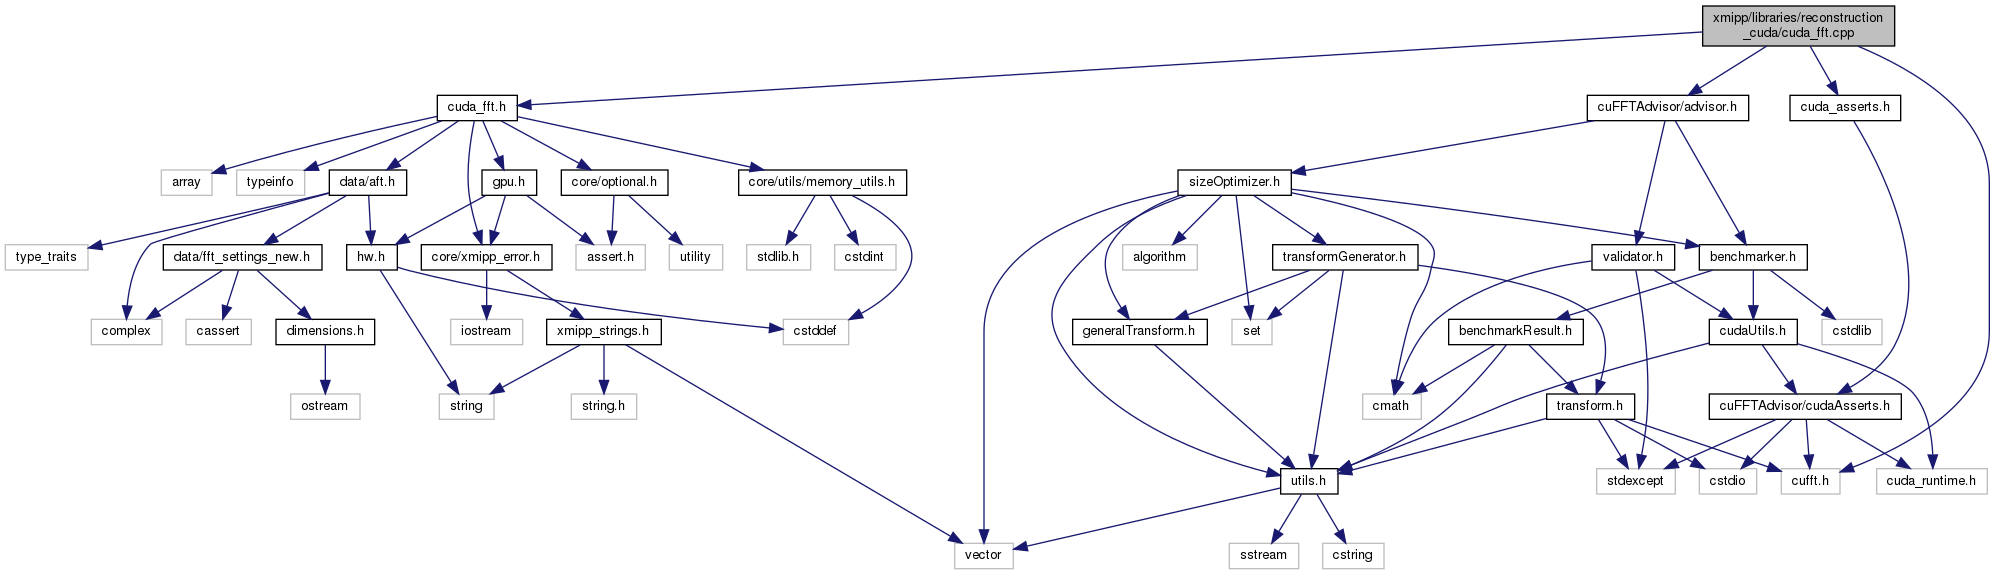 xmipp/libraries/reconstruction
_cuda/cuda_fft.cpp
cuda_fft.h
cuFFTAdvisor/advisor.h
cuda_asserts.h
array
typeinfo
data/aft.h
gpu.h
core/optional.h
core/utils/memory_utils.h
sizeOptimizer.h
type_traits
data/fft_settings_new.h
hw.h
core/xmipp_error.h
assert.h
utility
stdlib.h
cstdint
algorithm
transformGenerator.h
validator.h
benchmarker.h
complex
cassert
dimensions.h
iostream
xmipp_strings.h
cstddef
generalTransform.h
set
benchmarkResult.h
cudaUtils.h
cstdlib
ostream
string
string.h
cmath
transform.h
cuFFTAdvisor/cudaAsserts.h
utils.h
stdexcept
cstdio
cufft.h
cuda_runtime.h
vector
sstream
cstring